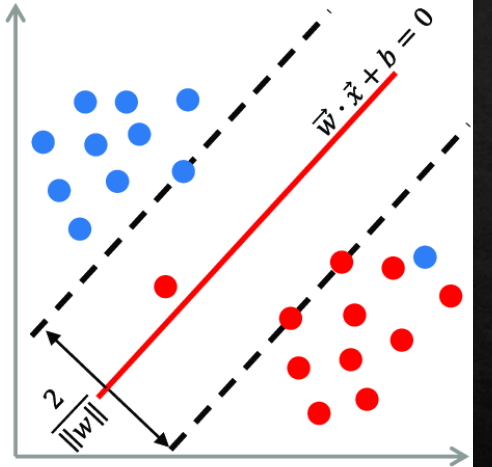 w⃗ · x⃗ + b = 0
2
‖w‖